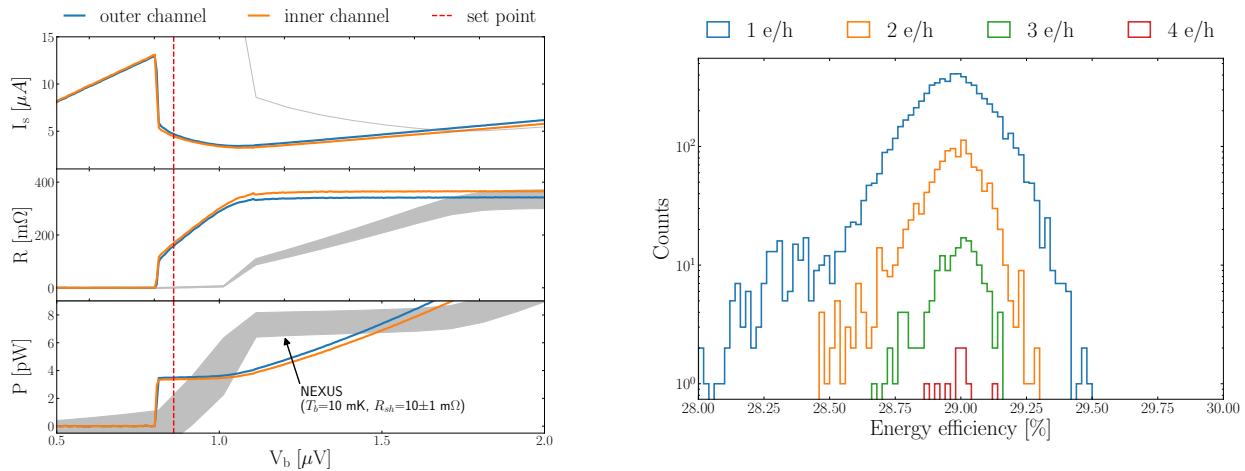 outer channel inner channel set point
15
10
5
I_s [μA]
400
200
0
R [mΩ]
8
6
4
2
0
P [pW]
NEXUS
(T_b=10 mK, R_sh=10±1 mΩ)
0.5 1.0 1.5 2.0
V_b [μV]
1 e/h 2 e/h 3 e/h 4 e/h
10^2
10^1
10^0
Counts
28.00 28.25 28.50 28.75 29.00 29.25 29.50 29.75 30.00
Energy efficiency [%]